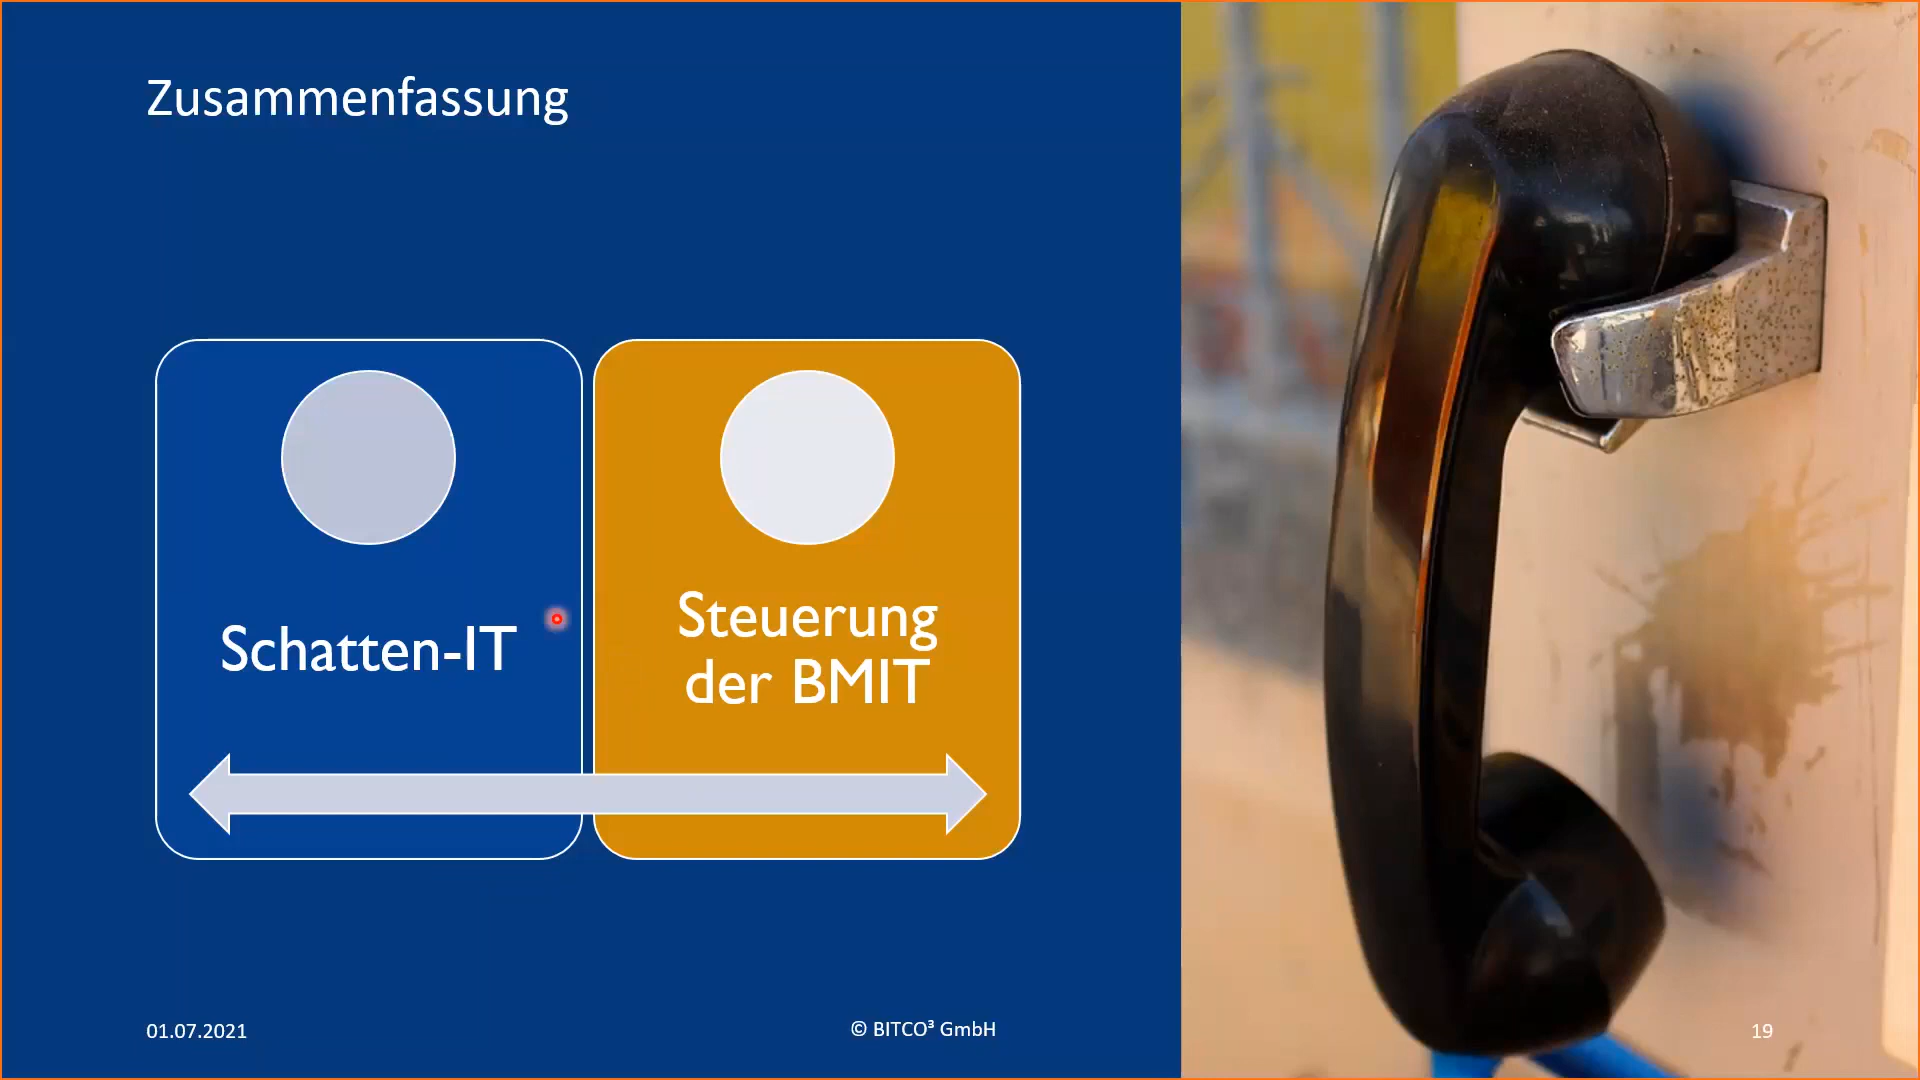 Zusammenfassung
Schatten-IT
Steuerung
der BMIT
01.07.2021
© BITCO³ GmbH
19